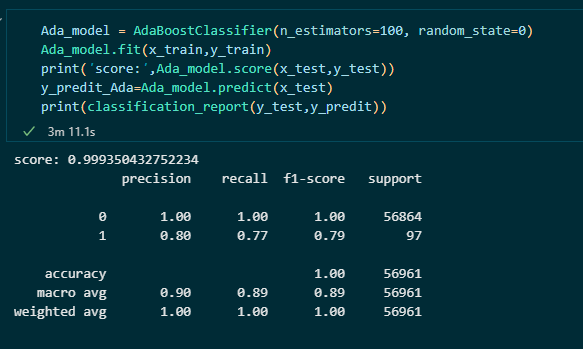 Ada_model = AdaBoostClassifier(n_estimators=100, random_state=0)
Ada_model.fit(x_train,y_train)
print('score:',Ada_model.score(x_test,y_test))
y_predit_Ada=Ada_model.predict(x_test)
print(classification_report(y_test,y_predit))
✓ 3m 11.1s
score: 0.999350432752234
precision recall f1-score support
0 1.00 1.00 1.00 56864
1 0.80 0.77 0.79 97
accuracy 1.00 56961
macro avg 0.90 0.89 0.89 56961
weighted avg 1.00 1.00 1.00 56961